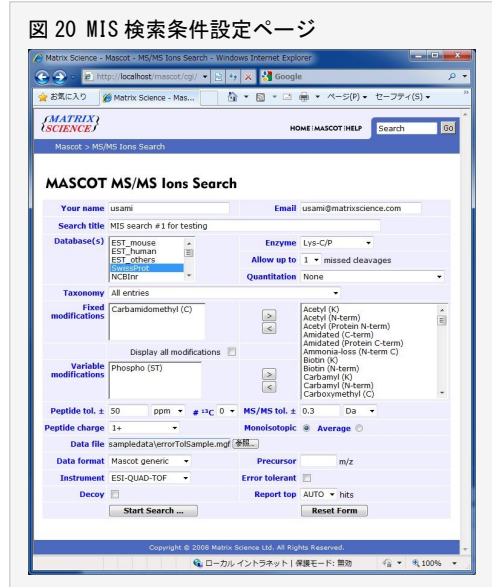 図 20 MIS 検索条件設定ページ
Matrix Science - Mascot - MS/MS Ions Search - Windows Internet Explorer
http://localhost/mascot/cgi/ Google
お気に入り Matrix Science - Mas... ページ(P) セーフティ(S)
{MATRIX SCIENCE}
HOME | MASCOT | HELP Search Go
Mascot > MS/MS Ions Search
MASCOT MS/MS Ions Search
Your name usami Email usami@matrixscience.com
Search title MIS search #1 for testing
Database(s) EST_mouse
EST_human
EST_others
SwissProt
NCBInr
Enzyme Lys-C/P
Allow up to 1 missed cleavages
Quantitation None
Taxonomy All entries
Fixed modifications Carbamidomethyl (C)
> <
Display all modifications
Variable modifications Phospho (ST)
> <
Acetyl (K)
Acetyl (N-term)
Acetyl (Protein N-term)
Amidated (C-term)
Amidated (Protein C-term)
Ammonia-loss (N-term C)
Biotin (K)
Biotin (N-term)
Carbamyl (K)
Carbamyl (N-term)
Carboxymethyl (C)
Peptide tol. ± 50 ppm # 13C 0 MS/MS tol. ± 0.3 Da
Peptide charge 1+ Monoisotopic Average
Data file sampledata\errorTolSample.mgf 参照...
Data format Mascot generic Precursor m/z
Instrument ESI-QUAD-TOF Error tolerant
Decoy Report top AUTO hits
Start Search ... Reset Form
Copyright © 2008 Matrix Science Ltd. All Rights Reserved.
ローカル イントラネット | 保護モード: 無効 100%